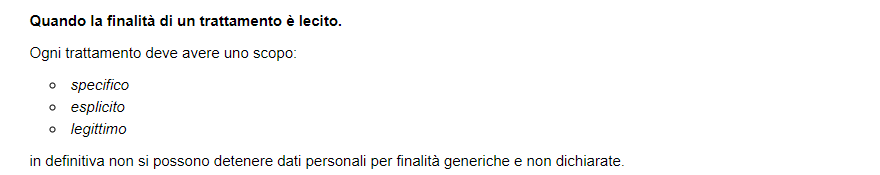 Quando la finalità di un trattamento è lecito.
Ogni trattamento deve avere uno scopo:
specifico
esplicito
legittimo
in definitiva non si possono detenere dati personali per finalità generiche e non dichiarate.